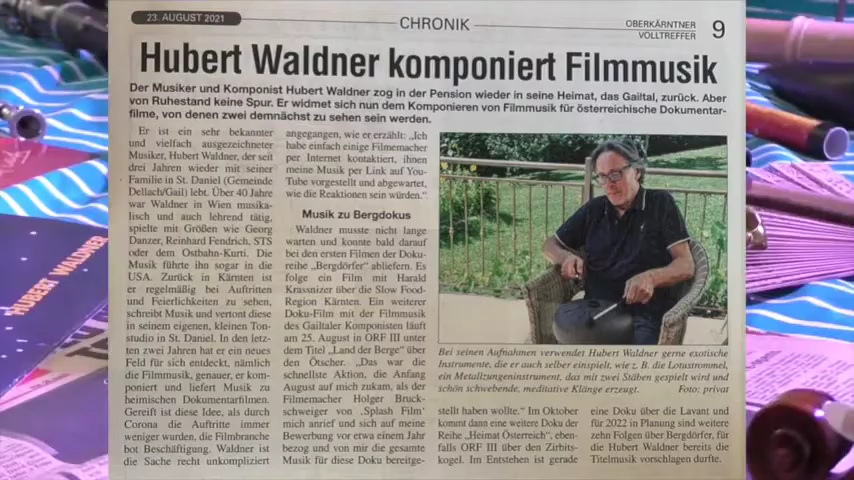 23. AUGUST 2021
CHRONIK
OBERKÄRNTNER
VOLLTREFFER
9
Hubert Waldner komponiert Filmmusik
Der Musiker und Komponist Hubert Waldner zog in der Pension wieder in seine Heimat, das Gailtal, zurück. Aber
von Ruhestand keine Spur. Er widmet sich nun dem Komponieren von Filmmusik für österreichische Dokumentar-
filme, von denen zwei demnächst zu sehen sein werden.
Er ist ein sehr bekannter
und vielfach ausgezeichneter
Musiker, Hubert Waldner, der seit
drei Jahren wieder mit seiner
Familie in St. Daniel (Gemeinde
Dellach/Gail) lebt. Über 40 Jahre
war Waldner in Wien musika-
lisch und auch lehrend tätig,
spielte mit Größen wie Georg
Danzer, Reinhard Fendrich, STS
oder dem Ostbahn-Kurti. Die
Musik führte ihn sogar in die
USA. Zurück in Kärnten ist
er regelmäßig bei Auftritten
und Feierlichkeiten zu sehen,
schreibt Musik und vertont diese
in seinem eigenen, kleinen Ton-
studio in St. Daniel. In den letz-
ten zwei Jahren hat er ein neues
Feld für sich entdeckt, nämlich
die Filmmusik, genauer, er kom-
poniert und liefert Musik zu
heimischen Dokumentarfilmen.
Gereift ist diese Idee, als durch
Corona die Auftritte immer
weniger wurden, die Filmbranche
bot Beschäftigung. Waldner ist
die Sache recht unkompliziert
angegangen, wie er erzählt: „Ich
habe einfach einige Filmemacher
per Internet kontaktiert, ihnen
meine Musik per Link auf You-
Tube vorgestellt und abgewartet,
wie die Reaktionen sein würden.“
Musik zu Bergdokus
Waldner musste nicht lange
warten und konnte bald darauf
bei den ersten Filmen der Doku-
reihe „Bergdörfer“ abliefern. Es
folge ein Film mit Harald
Krassnizer über die Slow Food-
Region Kärnten. Ein weiterer
Doku-Film mit der Filmmusik
des Gailtaler Komponisten läuft
am 25. August in ORF III unter
dem Titel „Land der Berge“ über
den Ötscher. „Das war die
schnellste Aktion, die Anfang
August auf mich zukam, als der
Filmemacher Holger Bruck-
schweiger von ‚Splash Film‘
mich anrief und sich auf meine
Bewerbung vor etwa einem Jahr
bezog und von mir die gesamte
Musik für diese Doku bereitge-
Bei seinen Aufnahmen verwendet Hubert Waldner gerne exotische
Instrumente, die er auch selber einspielt, wie z. B. die Lotustrommel,
ein Metallzungeninstrument, das mit zwei Stäben gespielt wird und
schön schwebende, meditative Klänge erzeugt. Foto: privat
stellt haben wollte.“ Im Oktober
kommt dann eine weitere Doku der
Reihe „Heimat Österreich“, eben-
falls ORF III über den Zirbitz-
kogel. Im Entstehen ist gerade
eine Doku über die Lavant und
für 2022 in Planung sind weitere
zehn Folgen über Bergdörfer, für
die Hubert Waldner bereits die
Titelmusik vorschlagen durfte.
HUBERT WALDNER